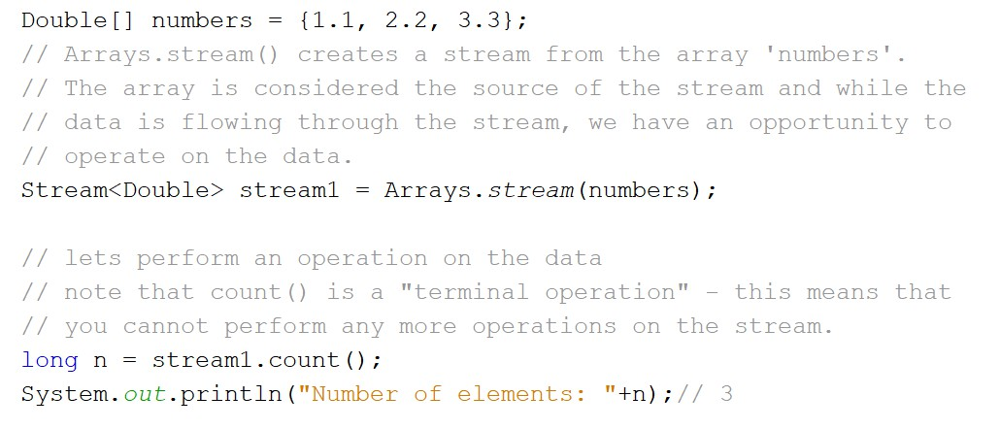 Double[] numbers = {1.1, 2.2, 3.3};
// Arrays.stream() creates a stream from the array 'numbers'.
// The array is considered the source of the stream and while the
// data is flowing through the stream, we have an opportunity to
// operate on the data.
Stream<Double> stream1 = Arrays.stream(numbers);
// lets perform an operation on the data
// note that count() is a "terminal operation" – this means that
// you cannot perform any more operations on the stream.
long n = stream1.count();
System.out.println("Number of elements: "+n);// 3